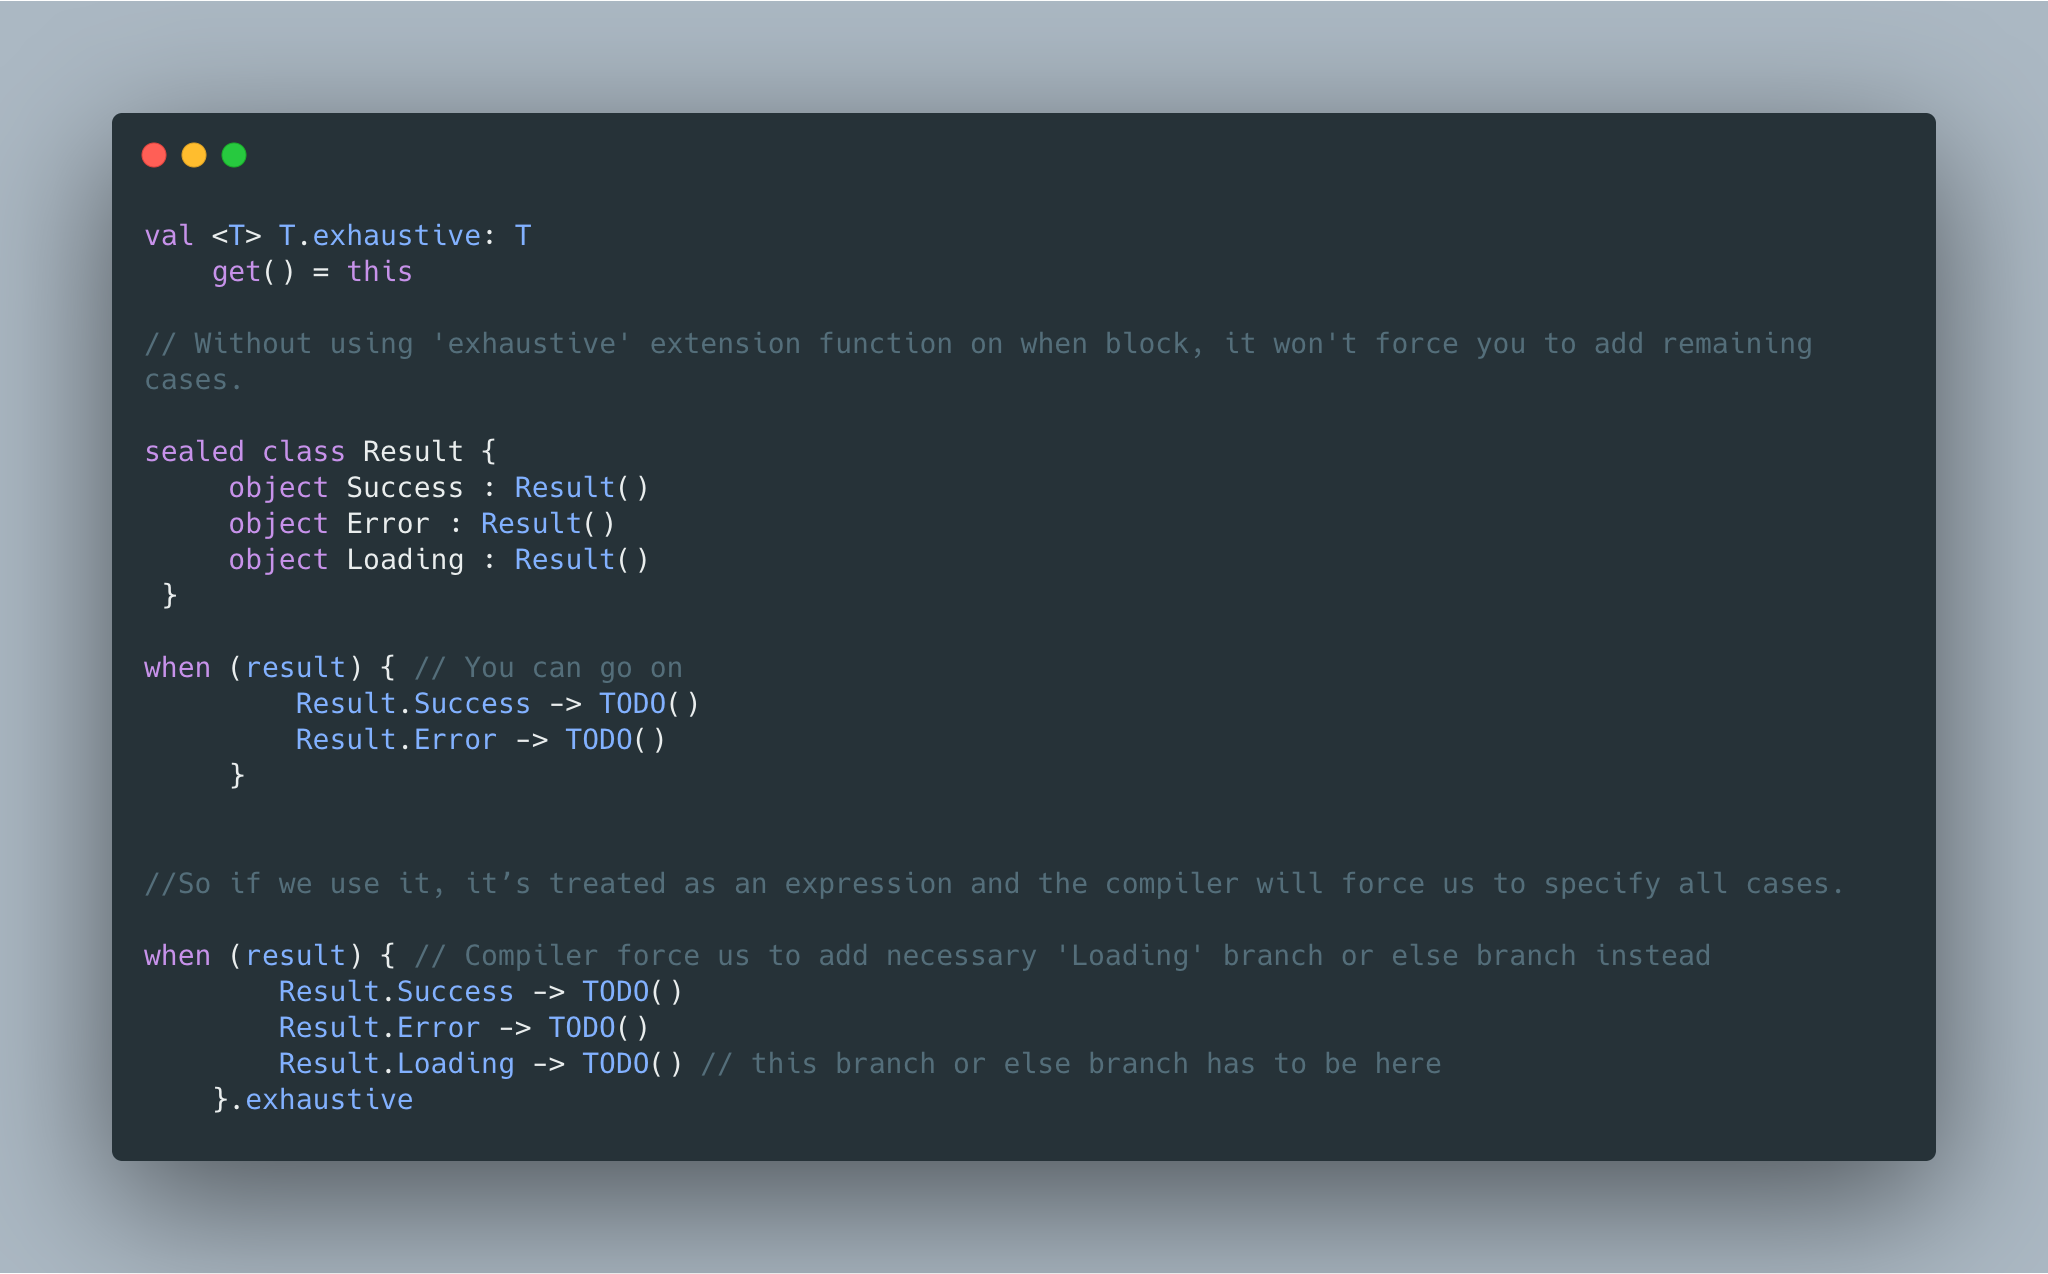 val <T> T.exhaustive: T
    get() = this
// Without using 'exhaustive' extension function on when block, it won't force you to add remaining
cases.
sealed class Result {
     object Success : Result()
     object Error : Result()
     object Loading : Result()
 }
when (result) { // You can go on
         Result.Success -> TODO()
         Result.Error -> TODO()
     }
//So if we use it, it’s treated as an expression and the compiler will force us to specify all cases.
when (result) { // Compiler force us to add necessary 'Loading' branch or else branch instead
        Result.Success -> TODO()
        Result.Error -> TODO()
        Result.Loading -> TODO() // this branch or else branch has to be here
    }.exhaustive